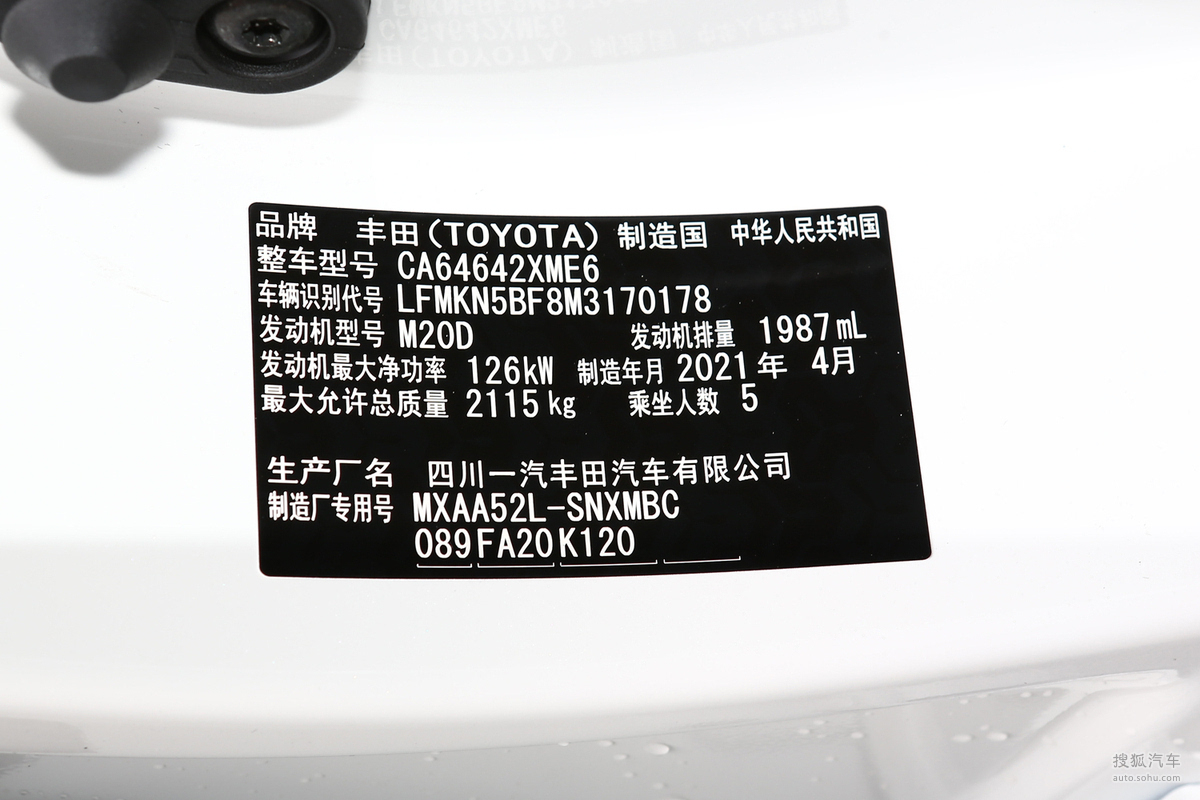 品牌 丰田(TOYOTA) 制造国 中华人民共和国
整车型号 CA64642XME6
车辆识别代号 LFMKN5BF8M3170178
发动机型号 M20D 发动机排量 1987mL
发动机最大净功率 126kW 制造年月 2021年 4月
最大允许总质量 2115kg 乘坐人数 5
生产厂名 四川一汽丰田汽车有限公司
制造厂专用号 MXAA52L-SNXMBC
089 FA20 K120
搜狐汽车
auto.sohu.com